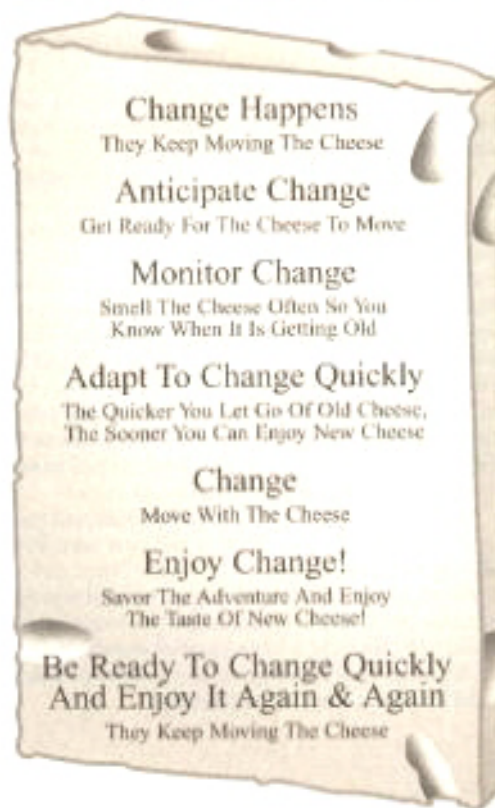 Change Happens
They Keep Moving The Cheese
Anticipate Change
Get Ready For The Cheese To Move
Monitor Change
Smell The Cheese Often So You
Know When It Is Getting Old
Adapt To Change Quickly
The Quicker You Let Go Of Old Cheese,
The Sooner You Can Enjoy New Cheese
Change
Move With The Cheese
Enjoy Change!
Savor The Adventure And Enjoy
The Taste Of New Cheese!
Be Ready To Change Quickly
And Enjoy It Again & Again
They Keep Moving The Cheese